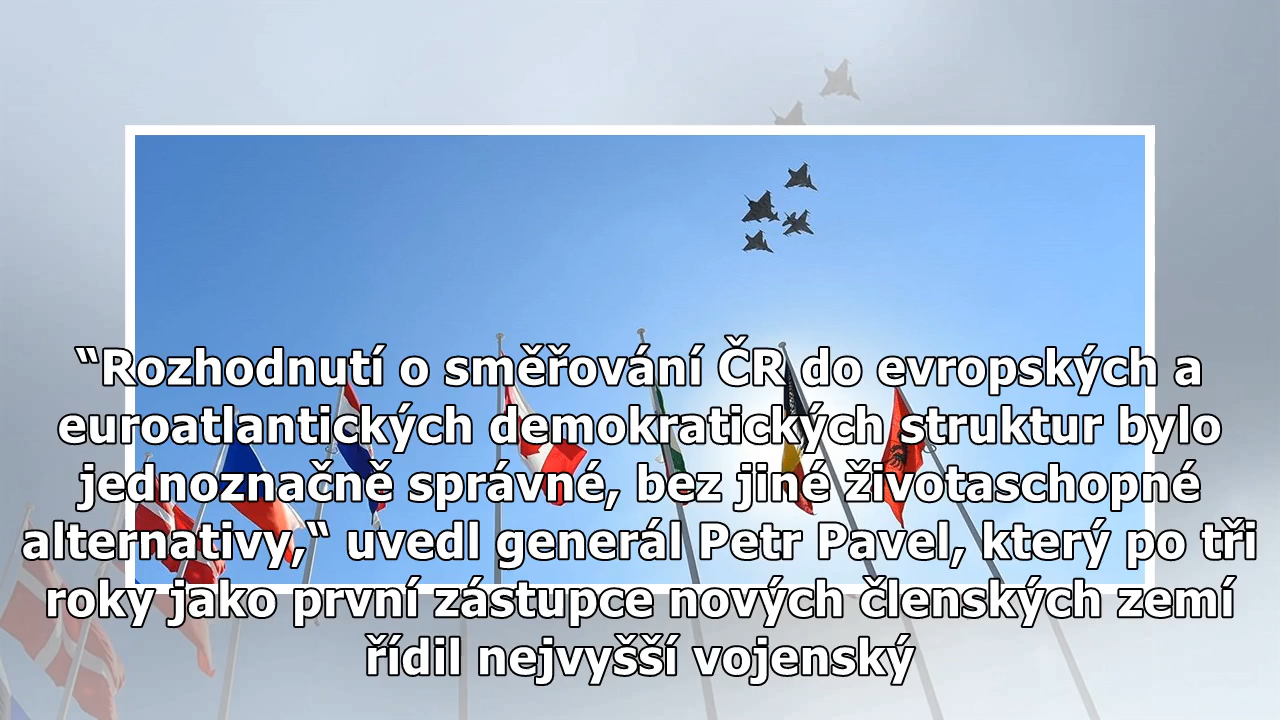 “Rozhodnutí o směřování ČR do evropských a
euroatlantických demokratických struktur bylo
jednoznačně správné, bez jiné životaschopné
alternativy,“ uvedl generál Petr Pavel, který po tři
roky jako první zástupce nových členských zemí
řídil nejvyšší vojenský